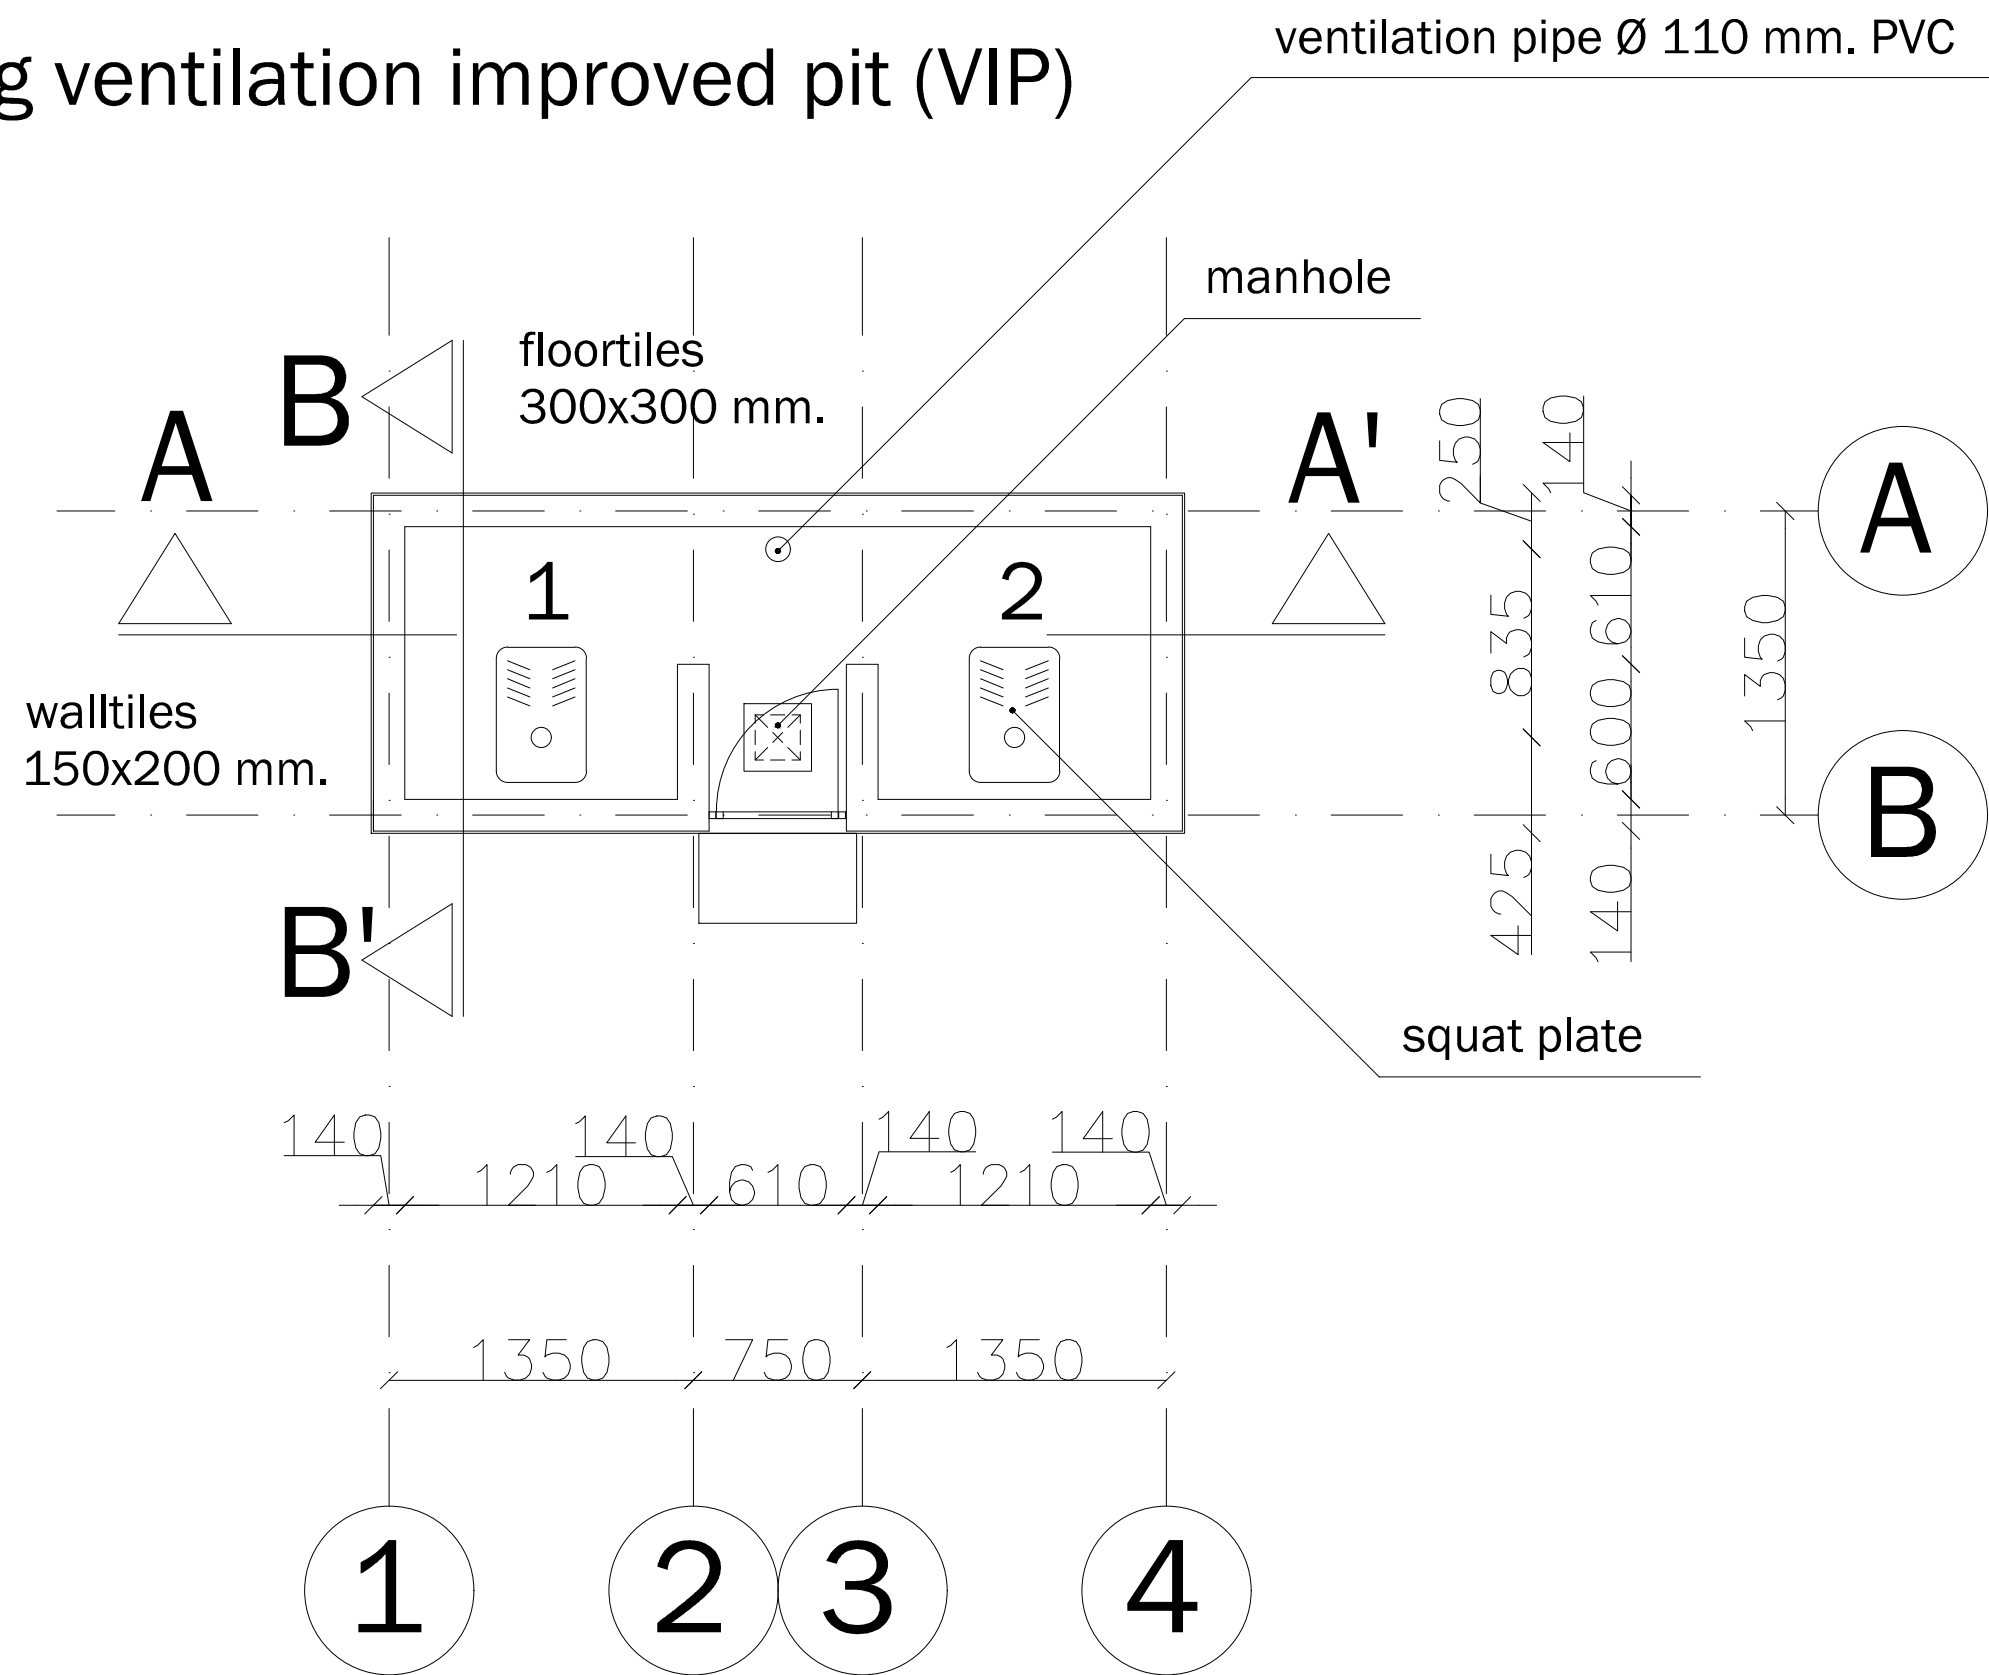 ventilation pipe Ø 110 mm. PVC
g ventilation improved pit (VIP)
manhole
floortiles
300x300 mm.
B
A
A'
250
140
A
1
2
835
610
600
1350
walltiles
150x200 mm.
B
425
140
B'
squat plate
140
140
140
140
1210
610
1210
1350
750
1350
1
2
3
4